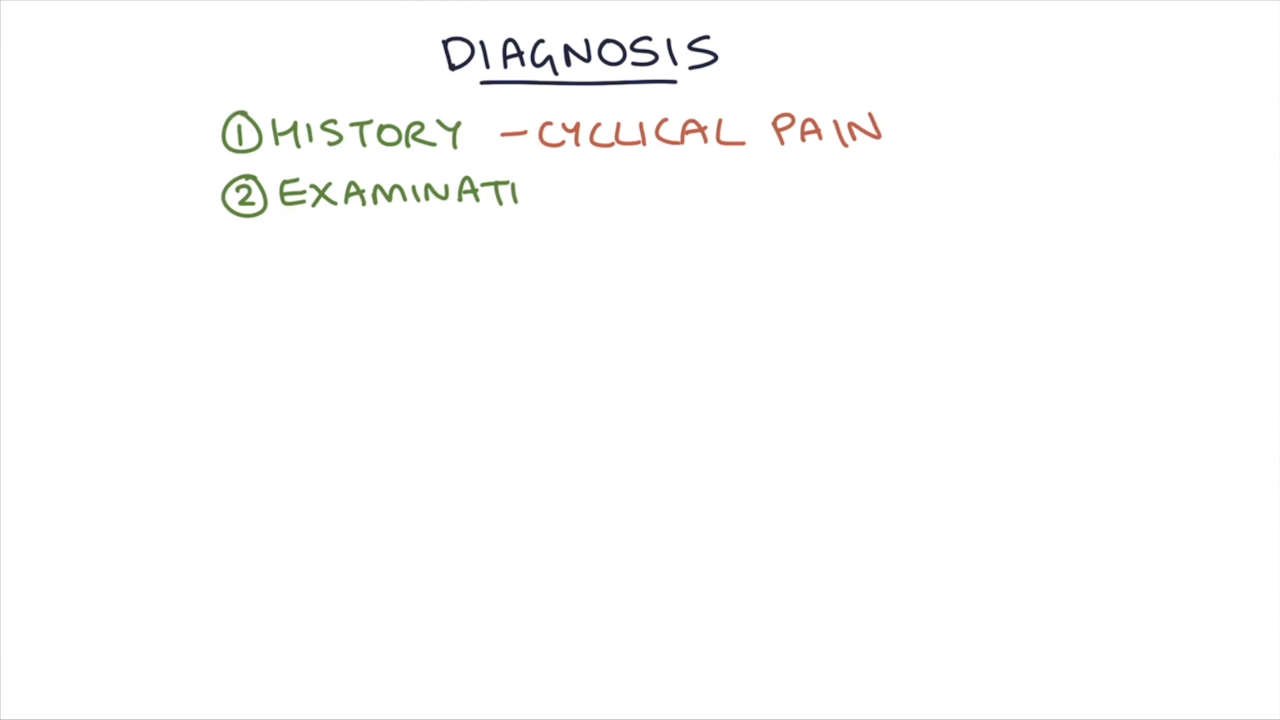 DIAGNOSIS
① HISTORY - CYCLICAL PAIN
② EXAMINATI